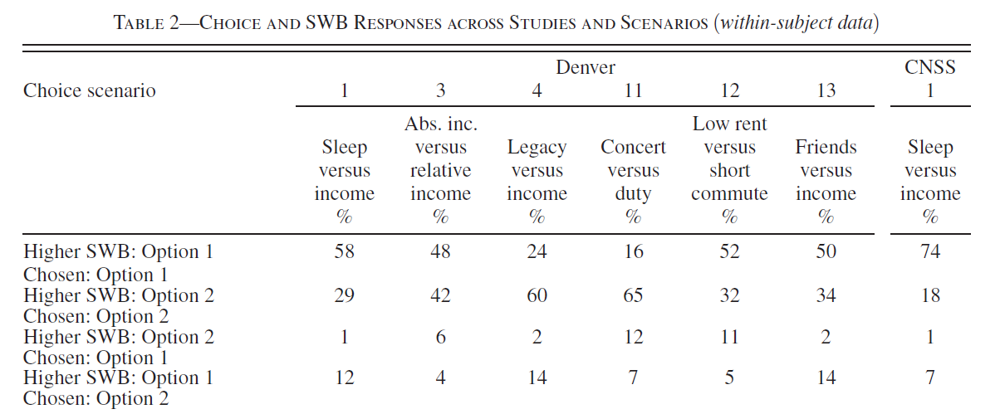 TABLE 2—CHOICE AND SWB RESPONSES ACROSS STUDIES AND SCENARIOS (within-subject data)
Denver CNSS
Choice scenario 1 3 4 11 12 13 1
Abs. inc. Low rent
Sleep versus Legacy Concert versus Friends Sleep
versus relative versus versus short versus versus
income income income duty commute income income
% % % % % % %
Higher SWB: Option 1 58 48 24 16 52 50 74
Chosen: Option 1
Higher SWB: Option 2 29 42 60 65 32 34 18
Chosen: Option 2
Higher SWB: Option 2 1 6 2 12 11 2 1
Chosen: Option 1
Higher SWB: Option 1 12 4 14 7 5 14 7
Chosen: Option 2